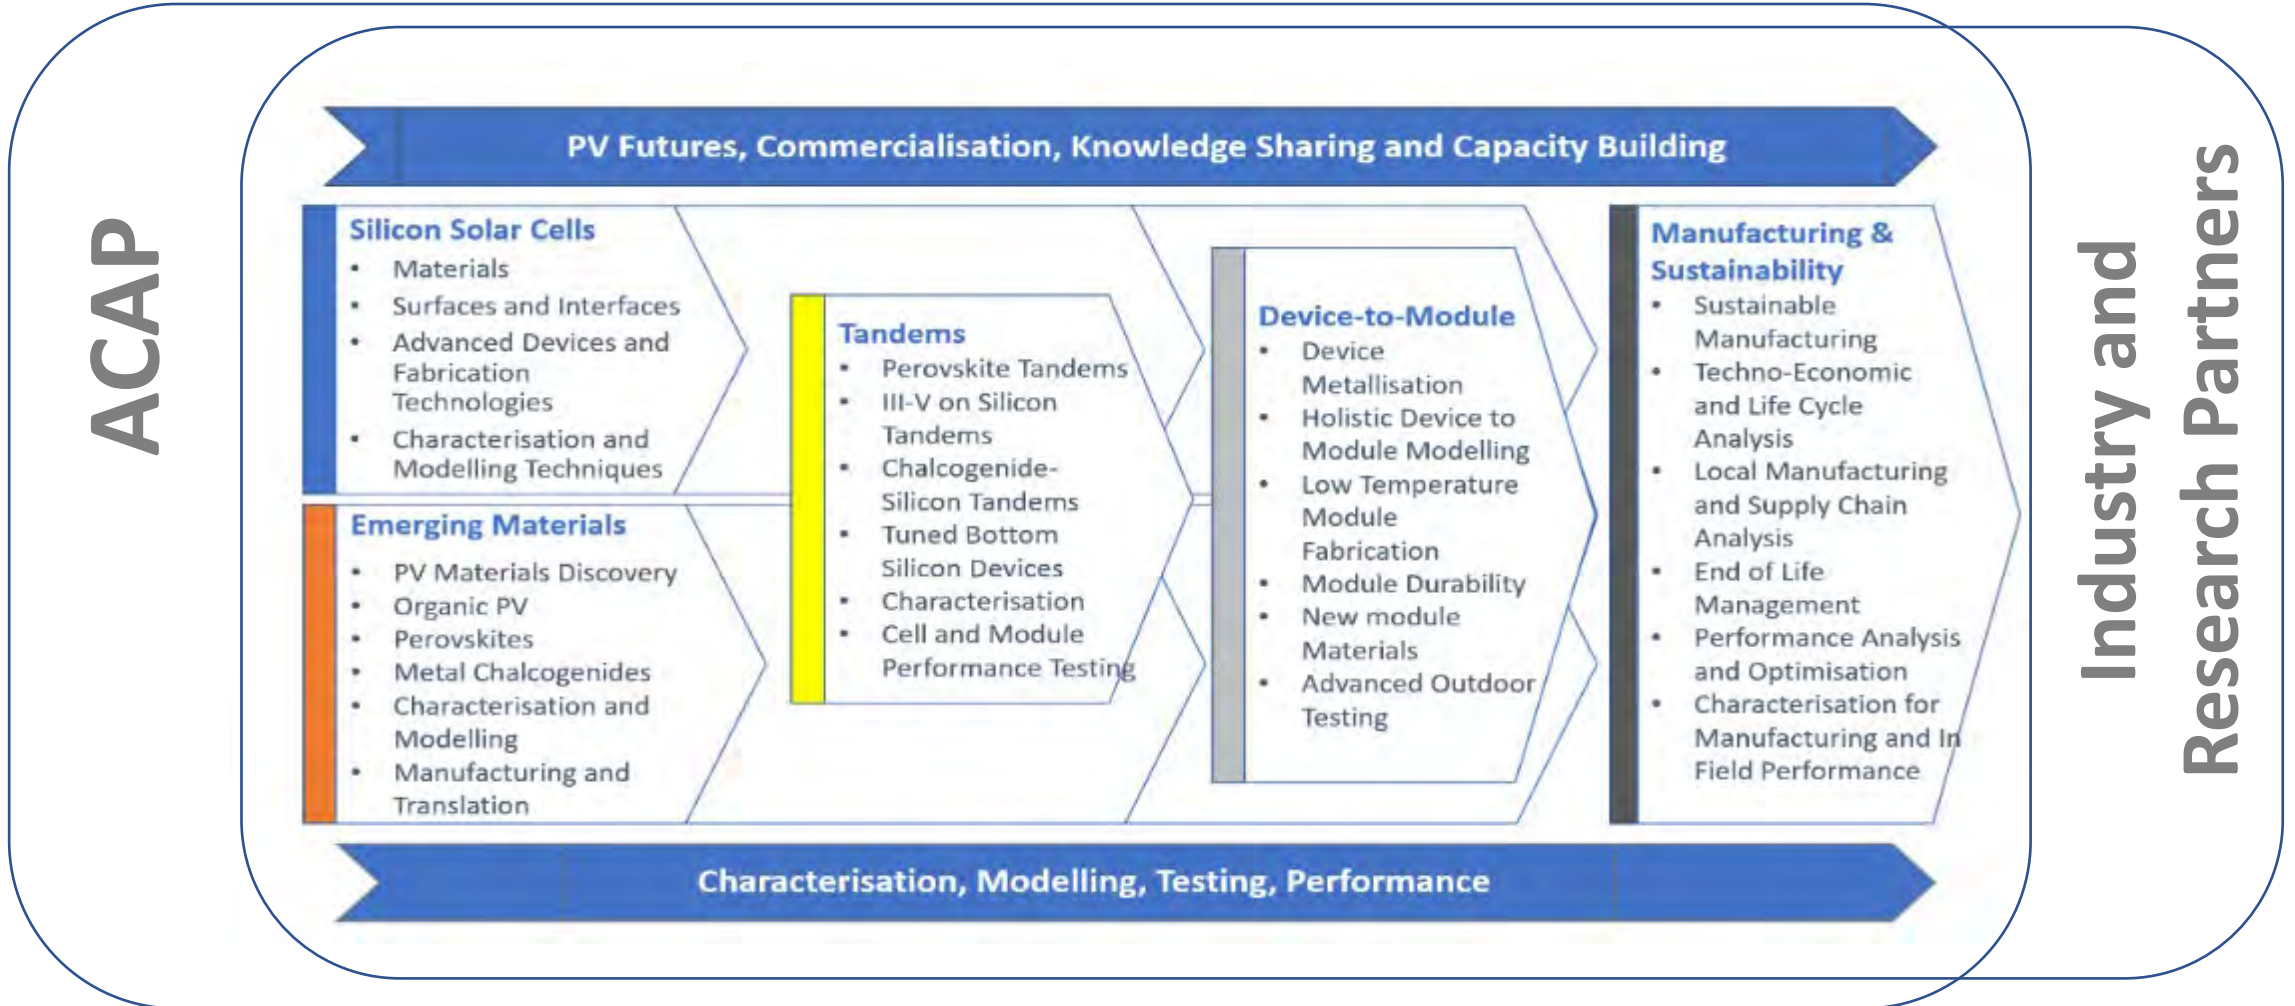 ACAP
PV Futures, Commercialisation, Knowledge Sharing and Capacity Building
Silicon Solar Cells
• Materials
• Surfaces and Interfaces
• Advanced Devices and
Fabrication
Technologies
• Characterisation and
Modelling Techniques
Emerging Materials
• PV Materials Discovery
• Organic PV
• Perovskites
• Metal Chalcogenides
• Characterisation and
Modelling
• Manufacturing and
Translation
Tandems
• Perovskite Tandems
• III-V on Silicon
Tandems
• Chalcogenide-
Silicon Tandems
• Tuned Bottom
Silicon Devices
• Characterisation
• Cell and Module
Performance Testing
Device-to-Module
• Device
Metallisation
• Holistic Device to
Module Modelling
• Low Temperature
Module
Fabrication
• Module Durability
• New module
Materials
• Advanced Outdoor
Testing
Manufacturing &
Sustainability
• Sustainable
Manufacturing
• Techno-Economic
and Life Cycle
Analysis
• Local Manufacturing
and Supply Chain
Analysis
• End of Life
Management
• Performance Analysis
and Optimisation
• Characterisation for
Manufacturing and In
Field Performance
Characterisation, Modelling, Testing, Performance
Industry and
Research Partners